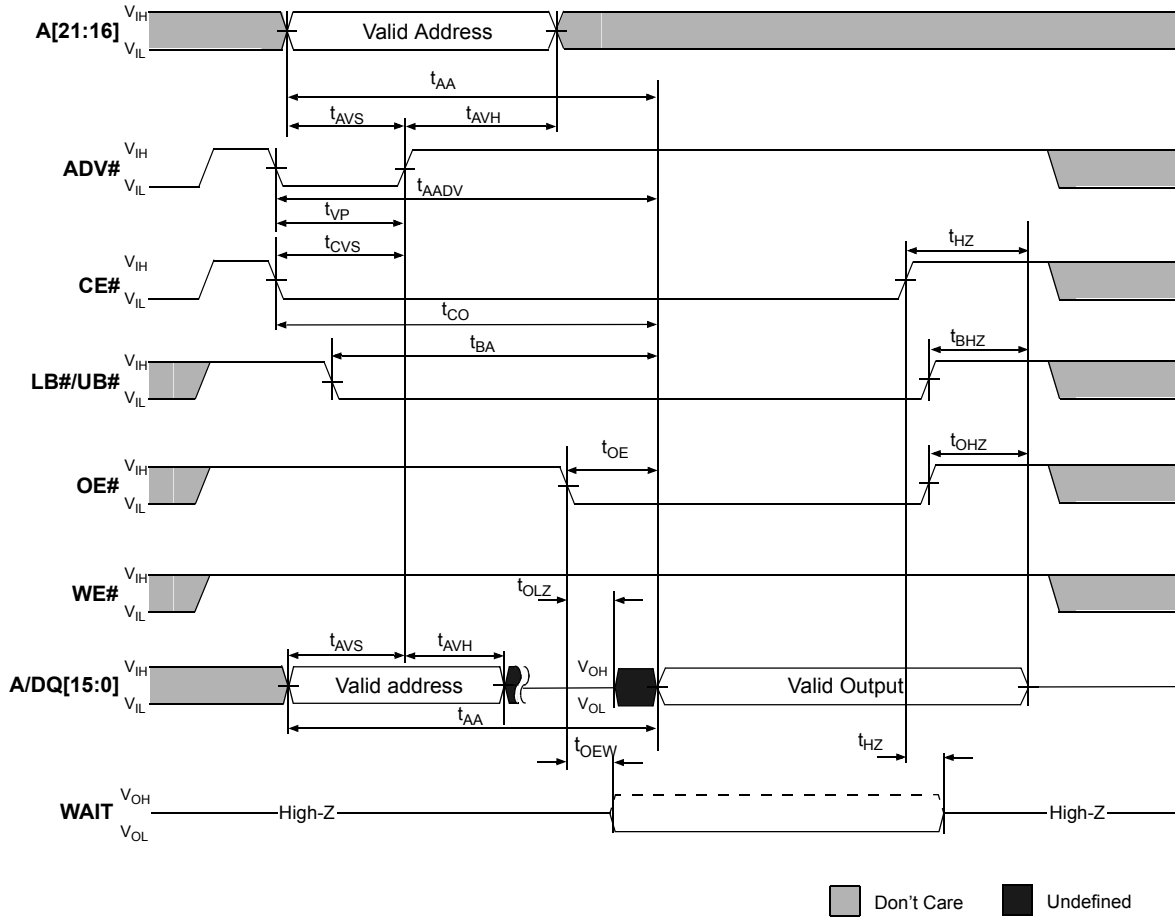 A[21:16] VIH Valid Address
VIL
tAA
tAVS tAVH
ADV# VIH
VIL
tAADV
tVP
tCVS tHZ
CE# VIH
VIL
tCO
tBA tBHZ
LB#/UB# VIH
VIL
tOE tOHZ
OE# VIH
VIL
WE# VIH
VIL
tOLZ
tAVS tAVH
A/DQ[15:0] VIH Valid address VOH Valid Output
VIL VOL
tAA
tOEW tHZ
WAIT VOH High-Z High-Z
VOL
Don't Care Undefined